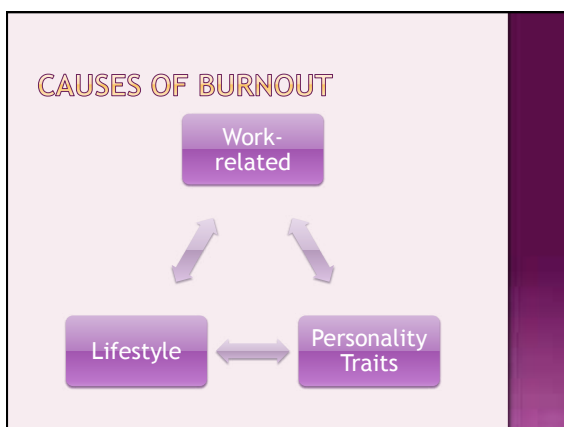 CAUSES OF BURNOUT
Work-
related
Lifestyle
Personality
Traits